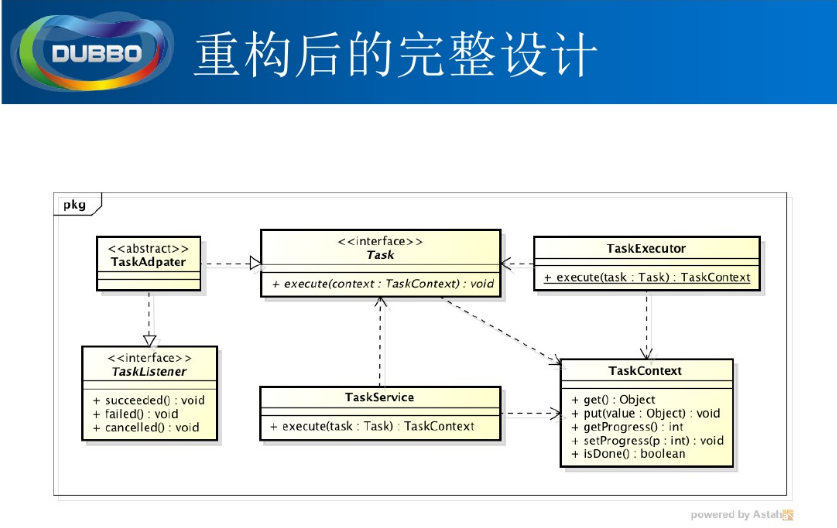 DUBBO
重构后的完整设计
pkg
<<abstract>>
TaskAdpater
<<interface>>
Task
+ execute(context : TaskContext) : void
TaskExecutor
+ execute(task : Task) : TaskContext
<<interface>>
TaskListener
+ succeeded() : void
+ failed() : void
+ cancelled() : void
TaskService
+ execute(task : Task) : TaskContext
TaskContext
+ get() : Object
+ put(value : Object) : void
+ getProgress() : int
+ setProgress(p : int) : void
+ isDone() : boolean
powered by Astah